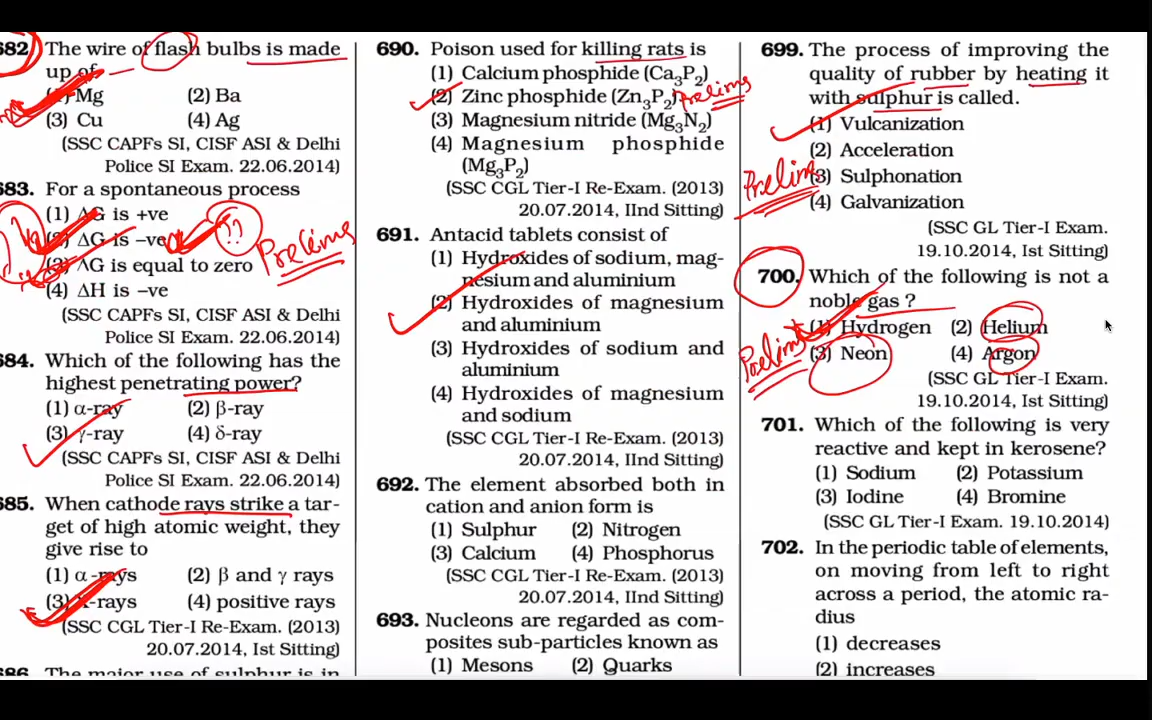 682 The wire of flash bulbs is made
up of
(1) Mg (2) Ba
(3) Cu (4) Ag
(SSC CAPFs SI, CISF ASI & Delhi
Police SI Exam. 22.06.2014)
683. For a spontaneous process
(1) ΔG is +ve
(2) ΔG is –ve !!
(3) ΔG is equal to zero Prelims
(4) ΔH is –ve
(SSC CAPFs SI, CISF ASI & Delhi
Police SI Exam. 22.06.2014)
684. Which of the following has the
highest penetrating power?
(1) α-ray (2) β-ray
(3) γ-ray (4) δ-ray
(SSC CAPFs SI, CISF ASI & Delhi
Police SI Exam. 22.06.2014)
685. When cathode rays strike a tar-
get of high atomic weight, they
give rise to
(1) α-rays (2) β and γ rays
(3) X-rays (4) positive rays
(SSC CGL Tier-I Re-Exam. (2013)
20.07.2014, Ist Sitting)
686. The major use of sulphur is in
690. Poison used for killing rats is
(1) Calcium phosphide (Ca3P2)
(2) Zinc phosphide (Zn3P2) Prelims
(3) Magnesium nitride (Mg3N2)
(4) Magnesium phosphide
(Mg3P2)
(SSC CGL Tier-I Re-Exam. (2013)
20.07.2014, IInd Sitting)
691. Antacid tablets consist of
(1) Hydroxides of sodium, mag-
nesium and aluminium
(2) Hydroxides of magnesium
and aluminium
(3) Hydroxides of sodium and
aluminium
(4) Hydroxides of magnesium
and sodium
(SSC CGL Tier-I Re-Exam. (2013)
20.07.2014, IInd Sitting)
692. The element absorbed both in
cation and anion form is
(1) Sulphur (2) Nitrogen
(3) Calcium (4) Phosphorus
(SSC CGL Tier-I Re-Exam. (2013)
20.07.2014, IInd Sitting)
693. Nucleons are regarded as com-
posites sub-particles known as
(1) Mesons (2) Quarks
699. The process of improving the
quality of rubber by heating it
with sulphur is called.
(1) Vulcanization
(2) Acceleration
Prelims (3) Sulphonation
(4) Galvanization
(SSC GL Tier-I Exam.
19.10.2014, Ist Sitting)
700. Which of the following is not a
noble gas ?
(1) Hydrogen (2) Helium
Prelims (3) Neon (4) Argon
(SSC GL Tier-I Exam.
19.10.2014, Ist Sitting)
701. Which of the following is very
reactive and kept in kerosene?
(1) Sodium (2) Potassium
(3) Iodine (4) Bromine
(SSC GL Tier-I Exam. 19.10.2014)
702. In the periodic table of elements,
on moving from left to right
across a period, the atomic ra-
dius
(1) decreases
(2) increases